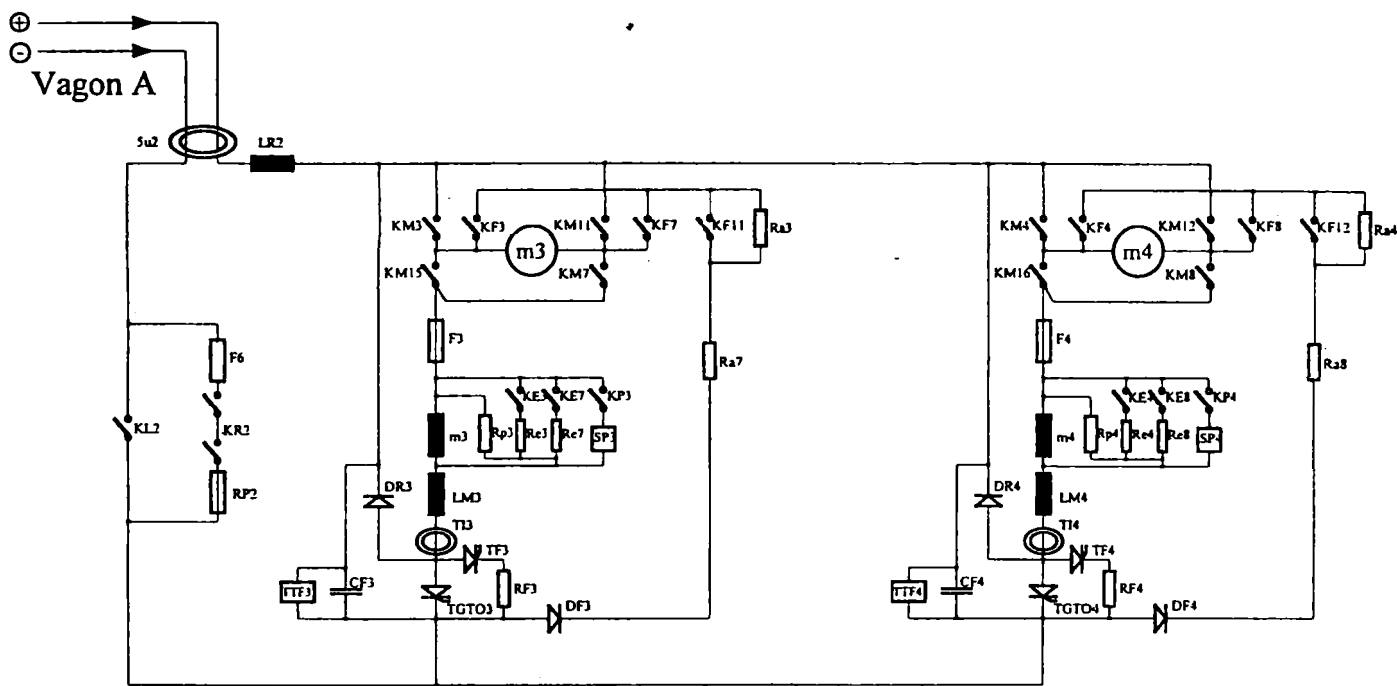 ⊕
⊖
Vagon A
5u2
LR2
KM3
KF3
m3
KM11
KF7
KF11
Ra3
KM4
KF4
m4
KM12
KF8
KF12
Ra4
KM15
KM7
KM16
KM8
F3
F4
F6
Ra7
Ra8
KL2
KR2
RP2
KE3
KE7
KP3
KE4
KE8
KP4
m3
Rp3
Re3
Re7
SP3
m4
Rp4
Re4
Re8
SP4
DR3
LM3
DR4
LM4
TI3
TF3
TI4
TF4
TTF3
CF3
RF3
TTF4
CF4
RF4
TGTO3
DF3
TGTO4
DF4